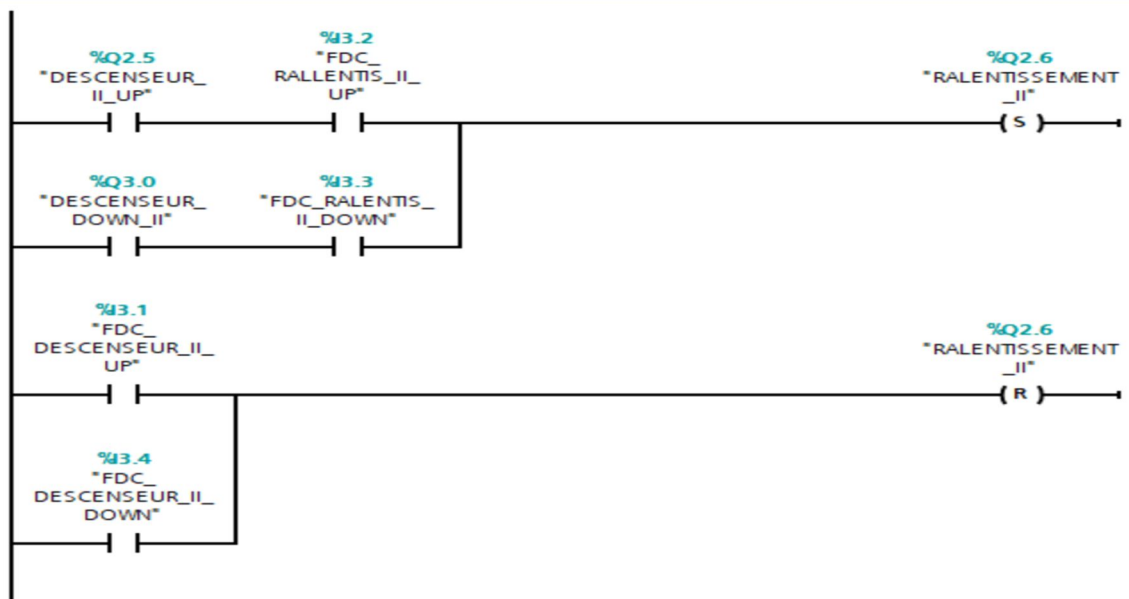 %Q2.5
"DESCENSEUR_
II_UP"
%I3.2
"FDC_
RALLENTIS_II_
UP"
%Q2.6
"RALENTISSEMENT
_II"
S
%Q3.0
"DESCENSEUR_
DOWN_II"
%I3.3
"FDC_RALENTIS_
II_DOWN"
%I3.1
"FDC_
DESCENSEUR_II_
UP"
%Q2.6
"RALENTISSEMENT
_II"
R
%I3.4
"FDC_
DESCENSEUR_II_
DOWN"